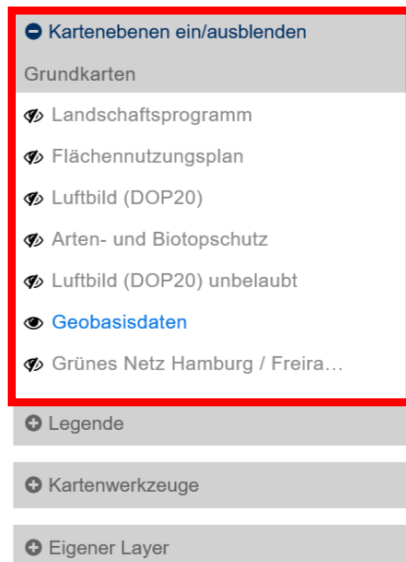 Kartenebenen ein/ausblenden
Grundkarten
Landschaftsprogramm
Flächennutzungsplan
Luftbild (DOP20)
Arten- und Biotopschutz
Luftbild (DOP20) unbelaubt
Geobasisdaten
Grünes Netz Hamburg / Freira...
Legende
Kartenwerkzeuge
Eigener Layer